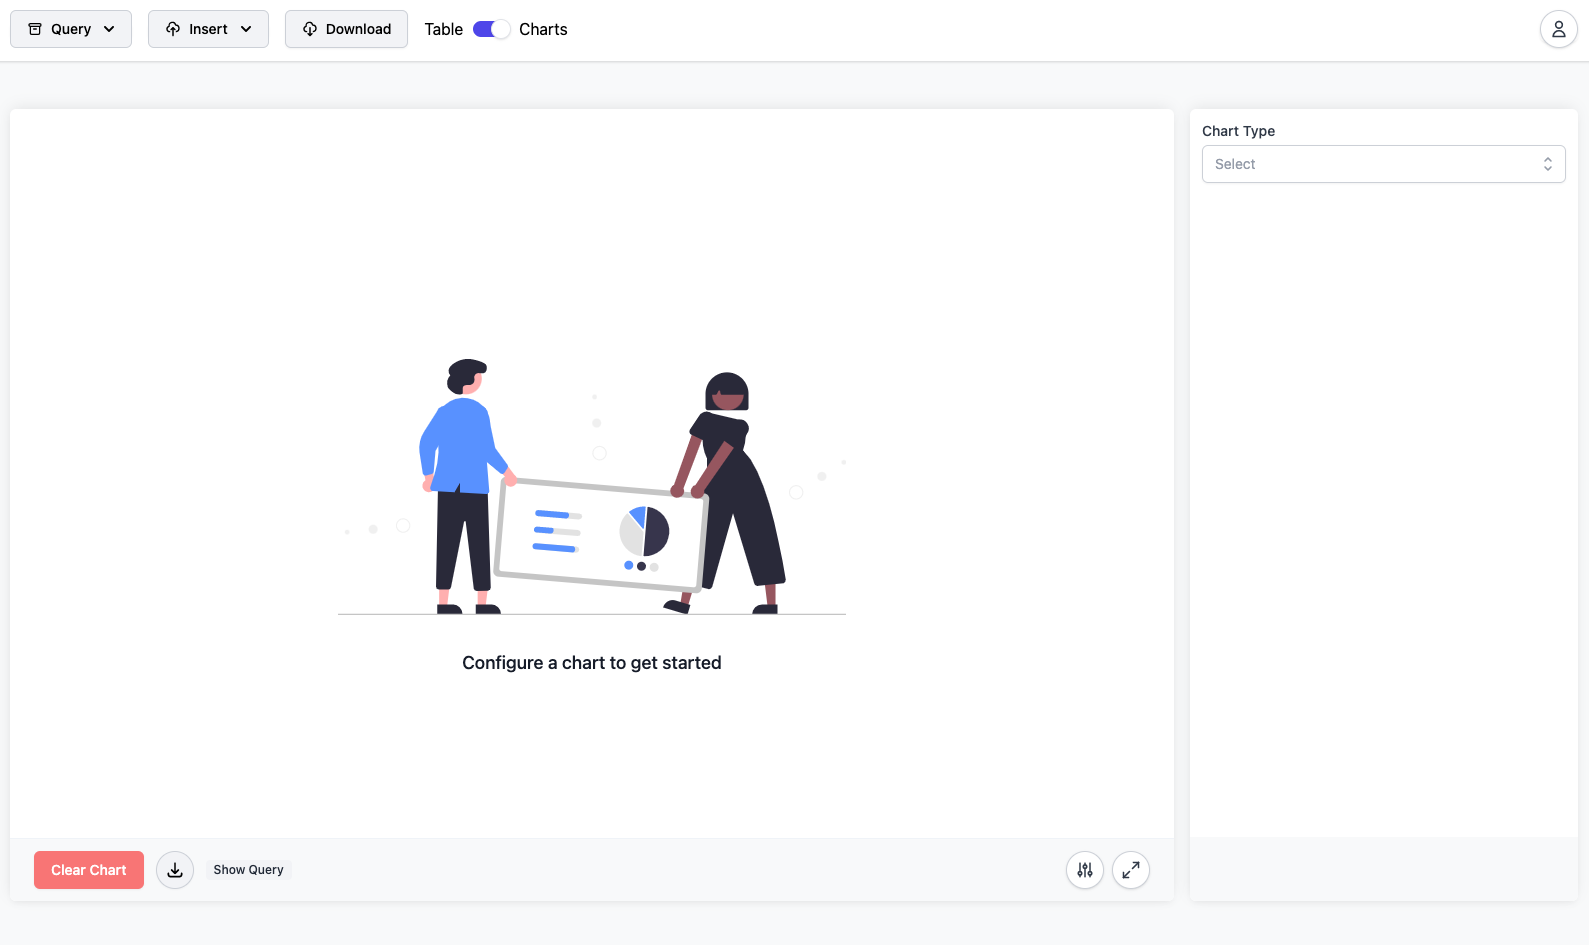 Query
Insert
Download
Table
Charts
Chart Type
Select
Configure a chart to get started
Clear Chart
Show Query